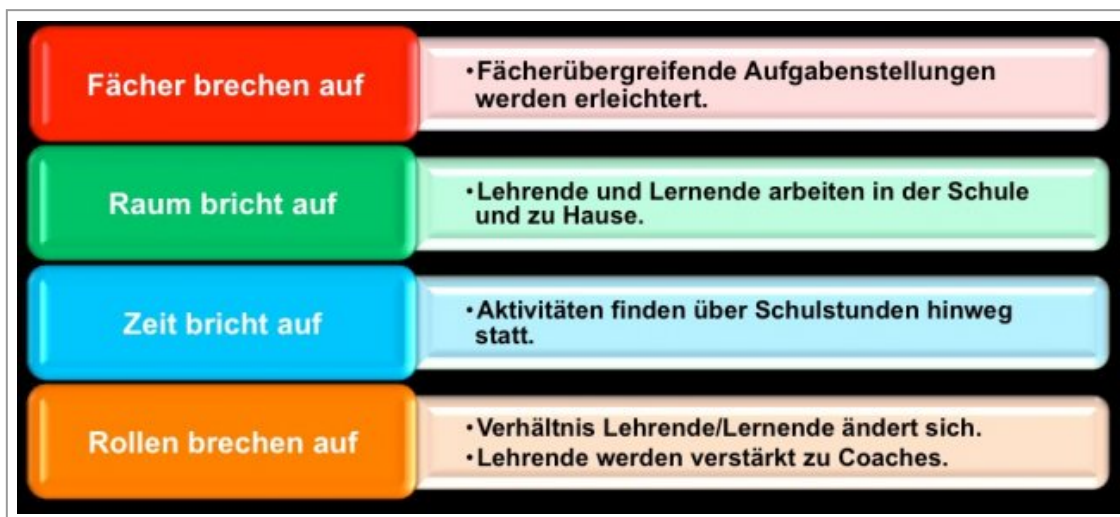 Fächer brechen auf
•Fächerübergreifende Aufgabenstellungen
werden erleichtert.
Raum bricht auf
•Lehrende und Lernende arbeiten in der Schule
und zu Hause.
Zeit bricht auf
•Aktivitäten finden über Schulstunden hinweg
statt.
Rollen brechen auf
•Verhältnis Lehrende/Lernende ändert sich.
•Lehrende werden verstärkt zu Coaches.